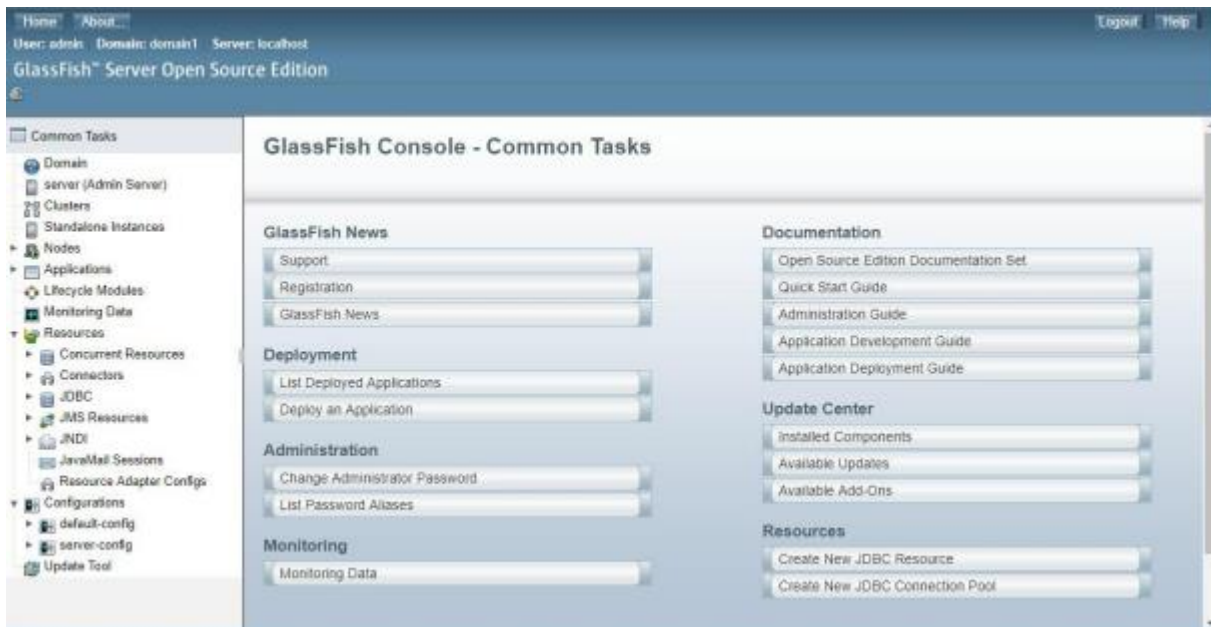 Home About...
Logout Help
User: admin Domain: domain1 Server: localhost
GlassFish™ Server Open Source Edition
Common Tasks
Domain
server (Admin Server)
Clusters
Standalone Instances
Nodes
Applications
Lifecycle Modules
Monitoring Data
Resources
Concurrent Resources
Connectors
JDBC
JMS Resources
JNDI
JavaMail Sessions
Resource Adapter Configs
Configurations
default-config
server-config
Update Tool
GlassFish Console - Common Tasks
GlassFish News
Support
Registration
GlassFish News
Deployment
List Deployed Applications
Deploy an Application
Administration
Change Administrator Password
List Password Aliases
Monitoring
Monitoring Data
Documentation
Open Source Edition Documentation Set
Quick Start Guide
Administration Guide
Application Development Guide
Application Deployment Guide
Update Center
Installed Components
Available Updates
Available Add-Ons
Resources
Create New JDBC Resource
Create New JDBC Connection Pool